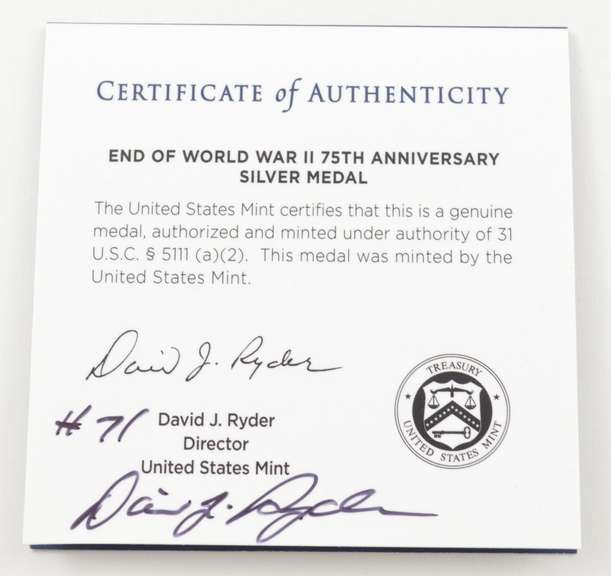 CERTIFICATE of AUTHENTICITY
END OF WORLD WAR II 75TH ANNIVERSARY
SILVER MEDAL
The United States Mint certifies that this is a genuine
medal, authorized and minted under authority of 31
U.S.C. § 5111 (a)(2). This medal was minted by the
United States Mint.
David J. Ryder
TREASURY
UNITED STATES MINT
# 71
David J. Ryder
Director
United States Mint
David J. Ryder